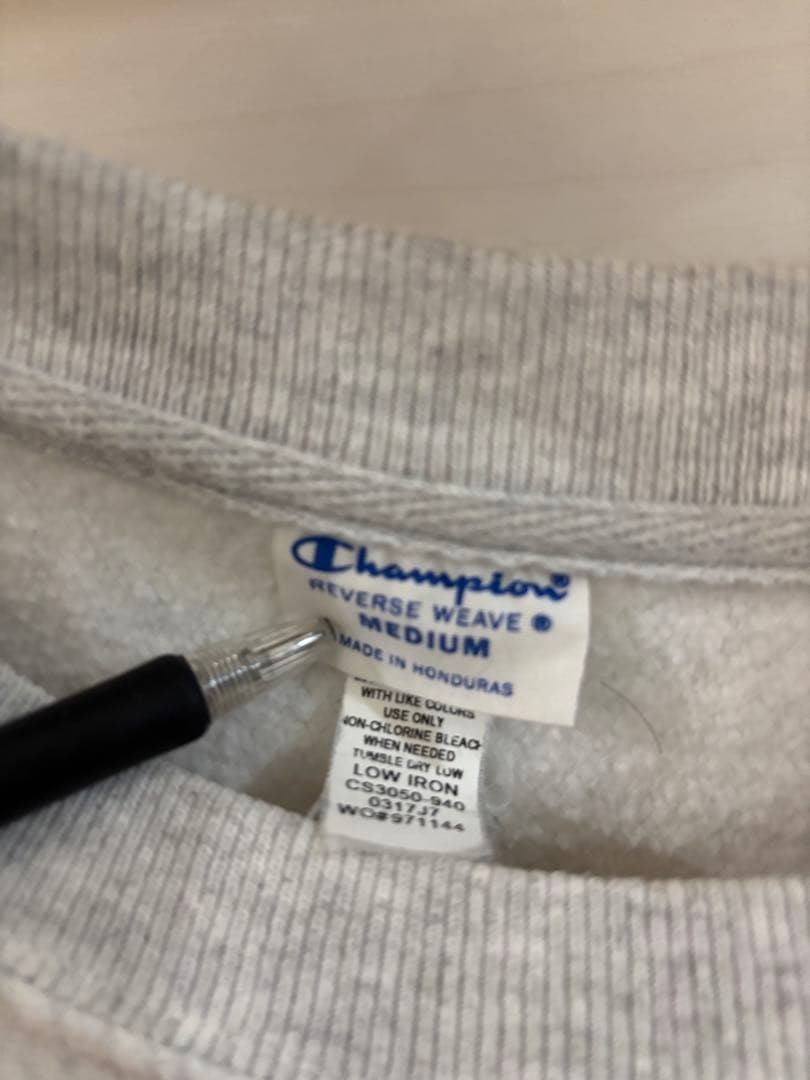 Champion®
REVERSE WEAVE ®
MEDIUM
MADE IN HONDURAS
WITH LIKE COLORS
USE ONLY
NON-CHLORINE BLEACH
WHEN NEEDED
TUMBLE DRY LOW
LOW IRON
CS3050-940
0317J7
WO#971144